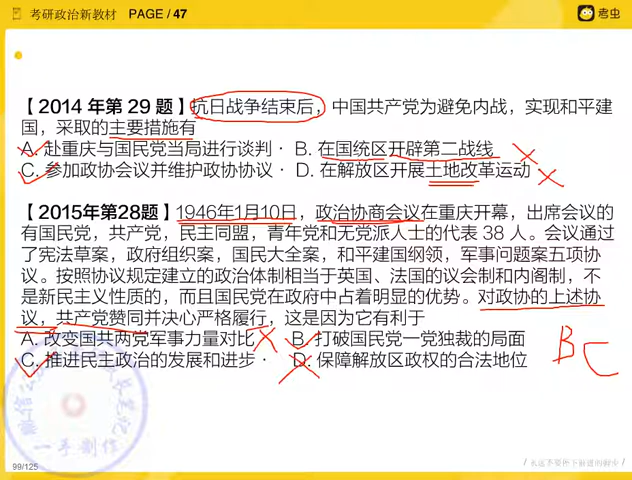 考研政治新教材 PAGE / 47
君虫
【2014 年第 29 题】抗日战争结束后，中国共产党为避免内战，实现和平建
国，采取的主要措施有
A. 赴重庆与国民党当局进行谈判 · B. 在国统区开辟第二战线
C. 参加政协会议并维护政协协议 · D. 在解放区开展土地改革运动
【2015年第28题】1946年1月10日，政治协商会议在重庆开幕，出席会议的
有国民党，共产党，民主同盟，青年党和无党派人士的代表 38 人。会议通过
了宪法草案，政府组织案，国民大全案，和平建国纲领，军事问题案五项协
议。按照协议规定建立的政治体制相当于英国、法国的议会制和内阁制，不
是新民主义性质的，而且国民党在政府中占着明显的优势。对政协的上述协
议，共产党赞同并决心严格履行，这是因为它有利于
A. 改变国共两党军事力量对比 · B. 打破国民党一党独裁的局面
C. 推进民主政治的发展和进步 · D. 保障解放区政权的合法地位
BC
一手制作
99/125